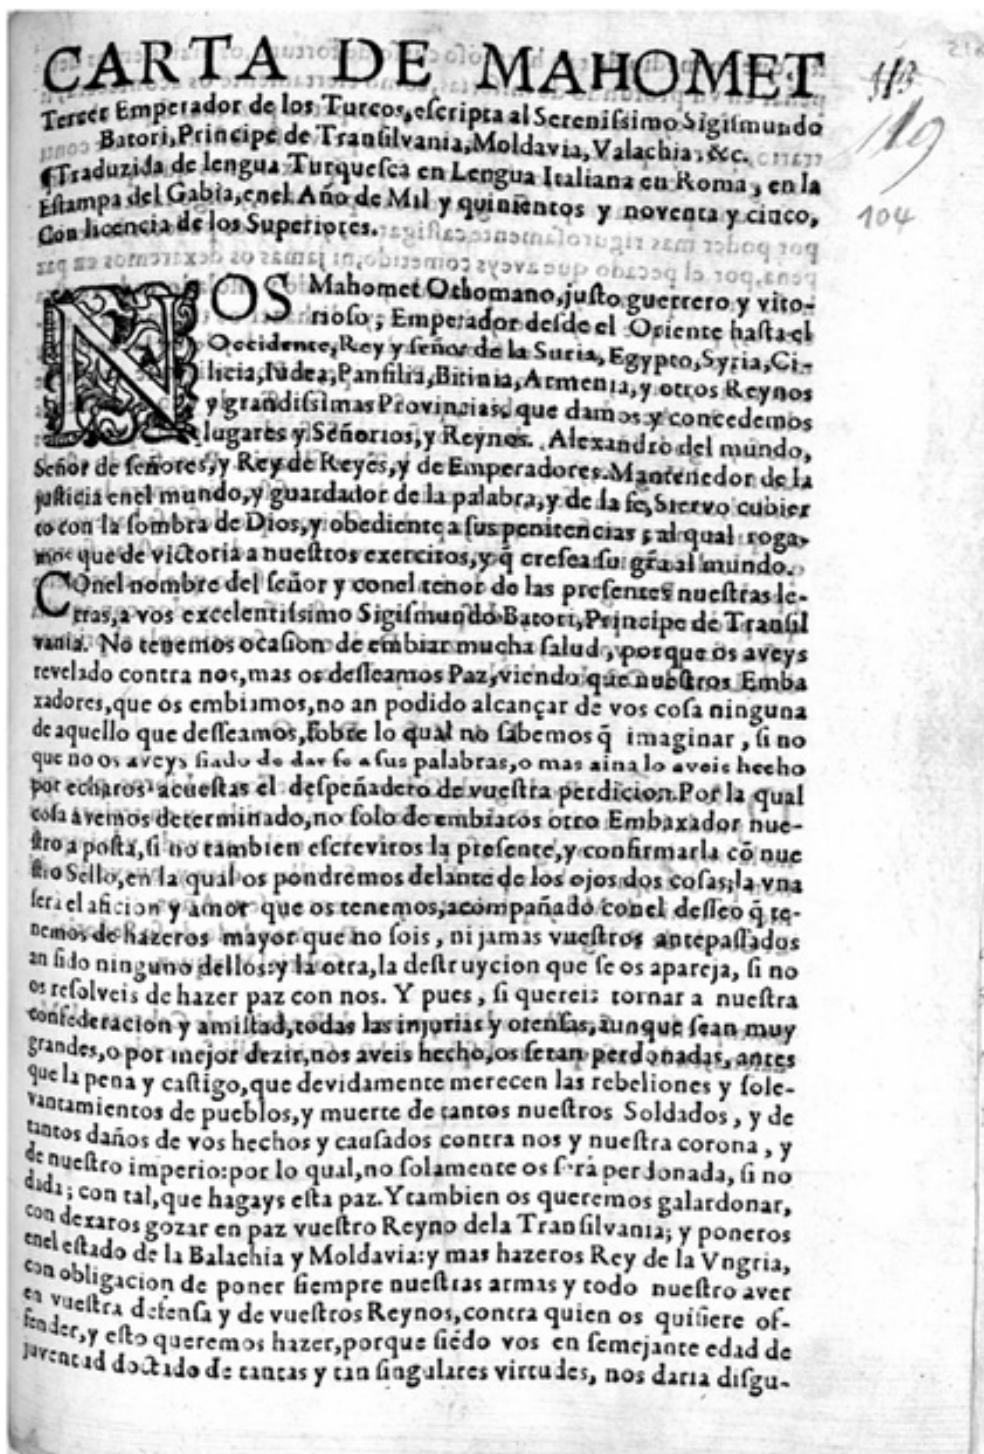 CARTA DE MAHOMET
Tercer Emperador de los Turcos, escripta al Serenissimo Sigismundo
Batori, Principe de Transilvania, Moldavia, Valachia, &c.
¶Traduzida de lengua Turquesca en Lengua Italiana en Roma, en la
Estampa del Gabia, enel Año de Mil y quinientos y noventa y cinco,
Con licencia de los Superiores.
113
119
104
NOS Mahomet Othomano, justo guerrero y vito-
rioso, Emperador desde el Oriente hasta el
Occidente, Rey y señor de la Suria, Egypto, Syria, Ci-
licia, Iudea, Panfilia, Bitinia, Armenia, y otros Reynos
y grandissimas Provincias, que damos y concedemos
lugares y Señorios, y Reynos. Alexandro del mundo,
Señor de señores, y Rey de Reyes, y de Emperadores. Mantenedor de la
justicia enel mundo, y guardador de la palabra, y de la fe, Siervo cubier
to con la sombra de Dios, y obediente a sus penitencias, al qual roga-
mos que de victoria a nuestros exercitos, y q̃ cresca su grã al mundo.
COnel nombre del señor y conel tenor de las presentes nuestras le-
tras, a vos excelentissimo Sigismundo Batori, Principe de Transil
vania. No tenemos ocasion de embiar mucha salud, porque os aveys
revelado contra nos, mas os desseamos Paz, viendo que nuestros Emba
xadores, que os embiamos, no an podido alcançar de vos cosa ninguna
de aquello que desseamos, sobre lo qual no sabemos q̃ imaginar, si no
que no os aveys fiado de dar fe a sus palabras, o mas aina lo aveis hecho
por echaros acuestas el despeñadero de vuestra perdicion. Por la qual
cosa avemos determinado, no solo de embiaros otro Embaxador nue-
stro a posta, si no tambien escreviros la presente, y confirmarla cõ nue
stro Sello, en la qual os pondremos delante de los ojos dos cosas; la vna
sera el aficion y amor que os tenemos, acompañado conel desseo q̃ te-
nemos de hazeros mayor que no sois, ni jamas vuestros antepassados
an sido ninguno dellos: y la otra, la destruycion que se os apareja, si no
os resolveis de hazer paz con nos. Y pues, si quereis tornar a nuestra
confederacion y amistad, todas las injurias y ofensas, aunque sean muy
grandes, o por mejor dezir, nos aveis hecho, os seran perdonadas, antes
que la pena y castigo, que devidamente merecen las rebeliones y sole-
vantamientos de pueblos, y muerte de tantos nuestros Soldados, y de
tantos daños de vos hechos y causados contra nos y nuestra corona, y
de nuestro imperio: por lo qual, no solamente os será perdonada, si no
dada; con tal, que hagays esta paz. Y tambien os queremos galardonar,
con dexaros gozar en paz vuestro Reyno dela Transilvania; y poneros
enel estado de la Balachia y Moldavia: y mas hazeros Rey de la Vngria,
con obligacion de poner siempre nuestras armas y todo nuestro aver
en vuestra defensa y de vuestros Reynos, contra quien os quisiere of-
fender, y esto queremos hazer, porque siẽdo vos en semejante edad de
juventad doctado de tantas y tan singulares virtudes, nos daria disgu-